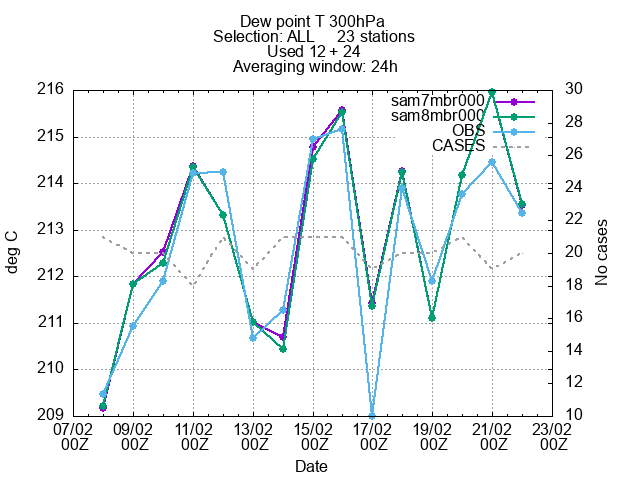 Dew point T 300hPa
Selection: ALL 23 stations
Used 12 + 24
Averaging window: 24h
216
215
214
213
212
211
210
209
deg C
30
28
26
24
22
20
18
16
14
12
10
No cases
sam7mbr000
sam8mbr000
OBS
CASES
07/02 09/02 11/02 13/02 15/02 17/02 19/02 21/02 23/02
00Z 00Z 00Z 00Z 00Z 00Z 00Z 00Z 00Z
Date